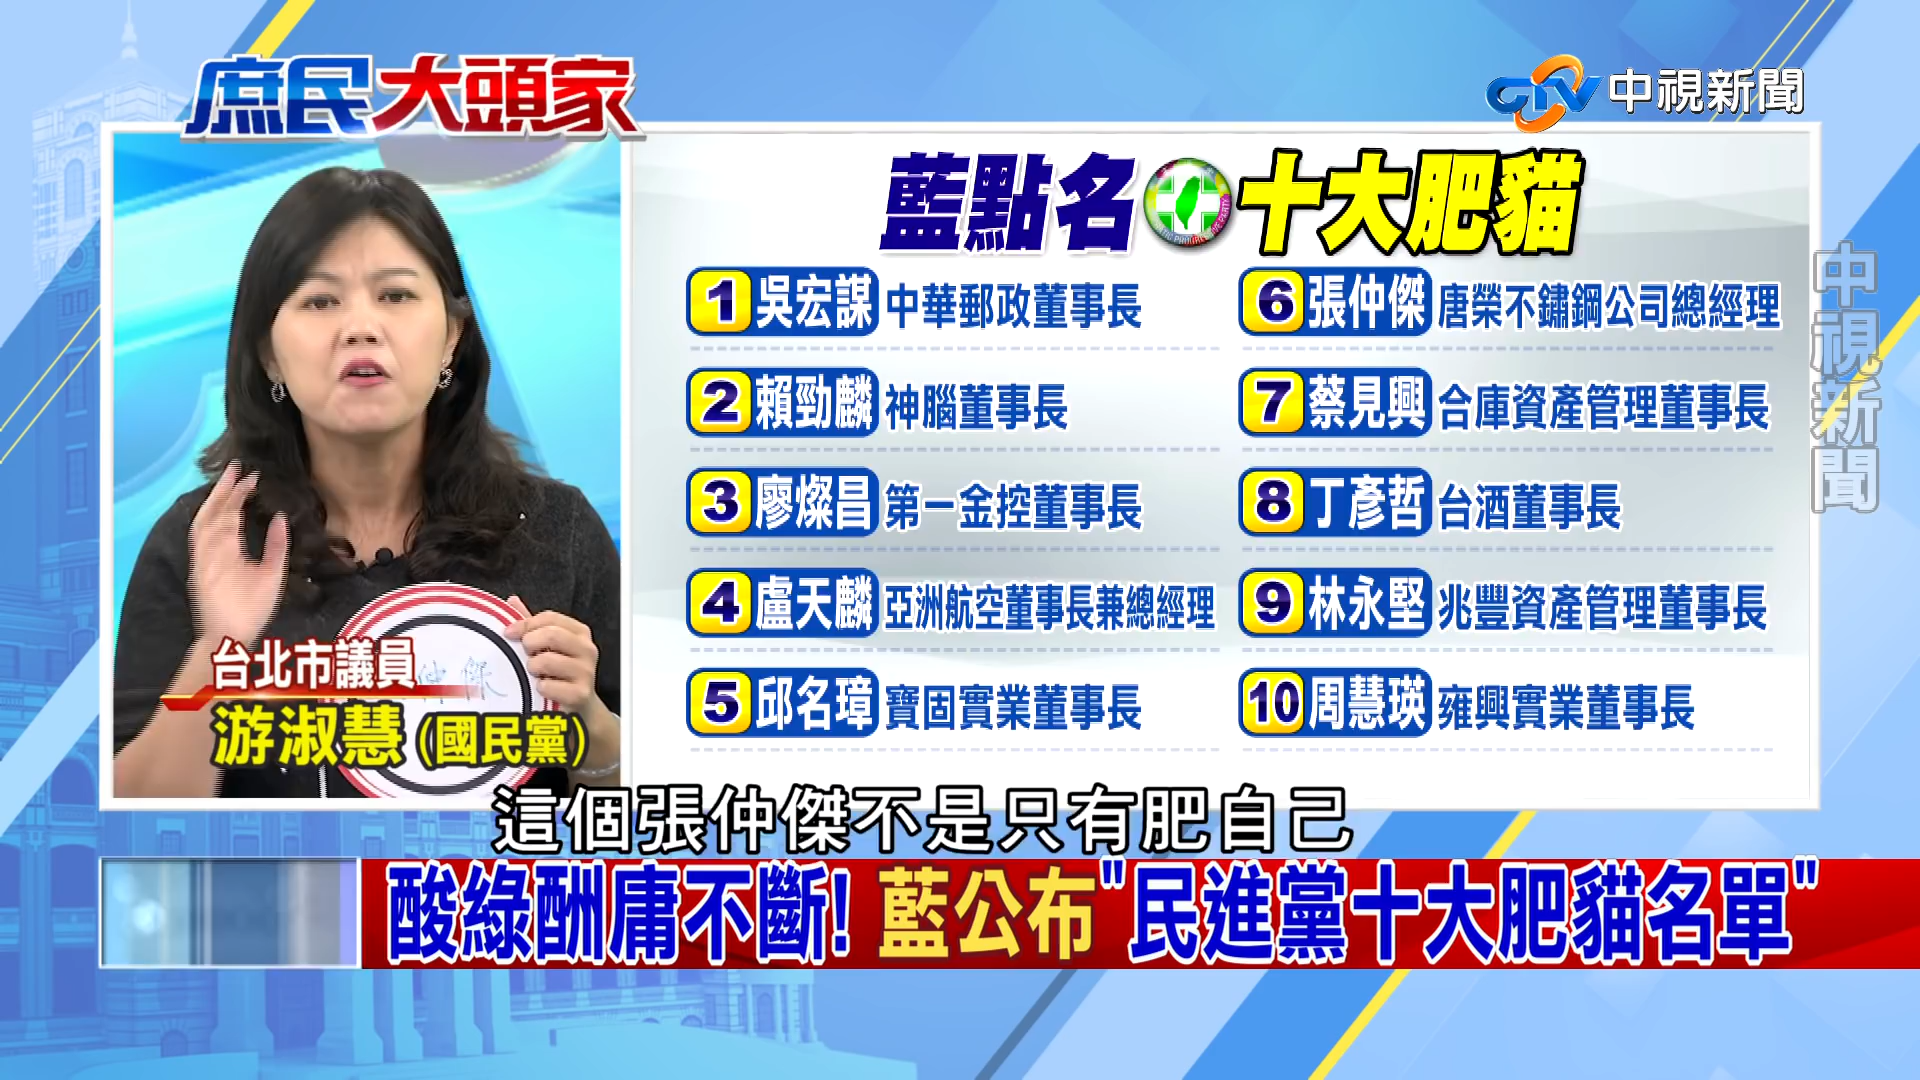 庶民大頭家
CTV 中視新聞
藍點名 十大肥貓
1 吳宏謀 中華郵政董事長
2 賴勁麟 神腦董事長
3 廖燦昌 第一金控董事長
4 盧天麟 亞洲航空董事長兼總經理
5 邱名璋 寶固實業董事長
6 張仲傑 唐榮不鏽鋼公司總經理
7 蔡見興 合庫資產管理董事長
8 丁彥哲 台酒董事長
9 林永堅 兆豐資產管理董事長
10 周慧瑛 雍興實業董事長
中視新聞
仲傑
台北市議員
游淑慧(國民黨)
這個張仲傑不是只有肥自己
酸綠酬庸不斷! 藍公布"民進黨十大肥貓名單"